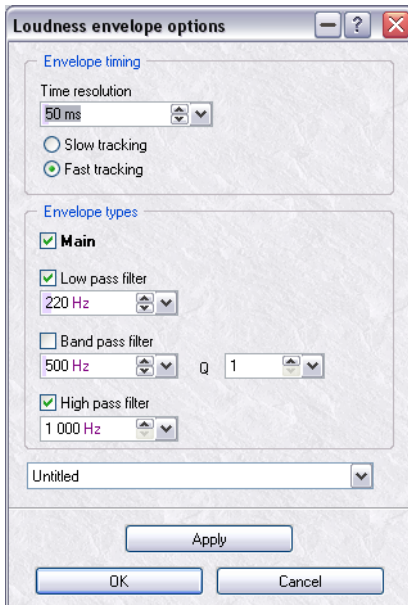 Loudness envelope options
Envelope timing
Time resolution
50 ms
Slow tracking
Fast tracking
Envelope types
Main
Low pass filter
220 Hz
Band pass filter
500 Hz Q 1
High pass filter
1 000 Hz
Untitled
Apply
OK Cancel